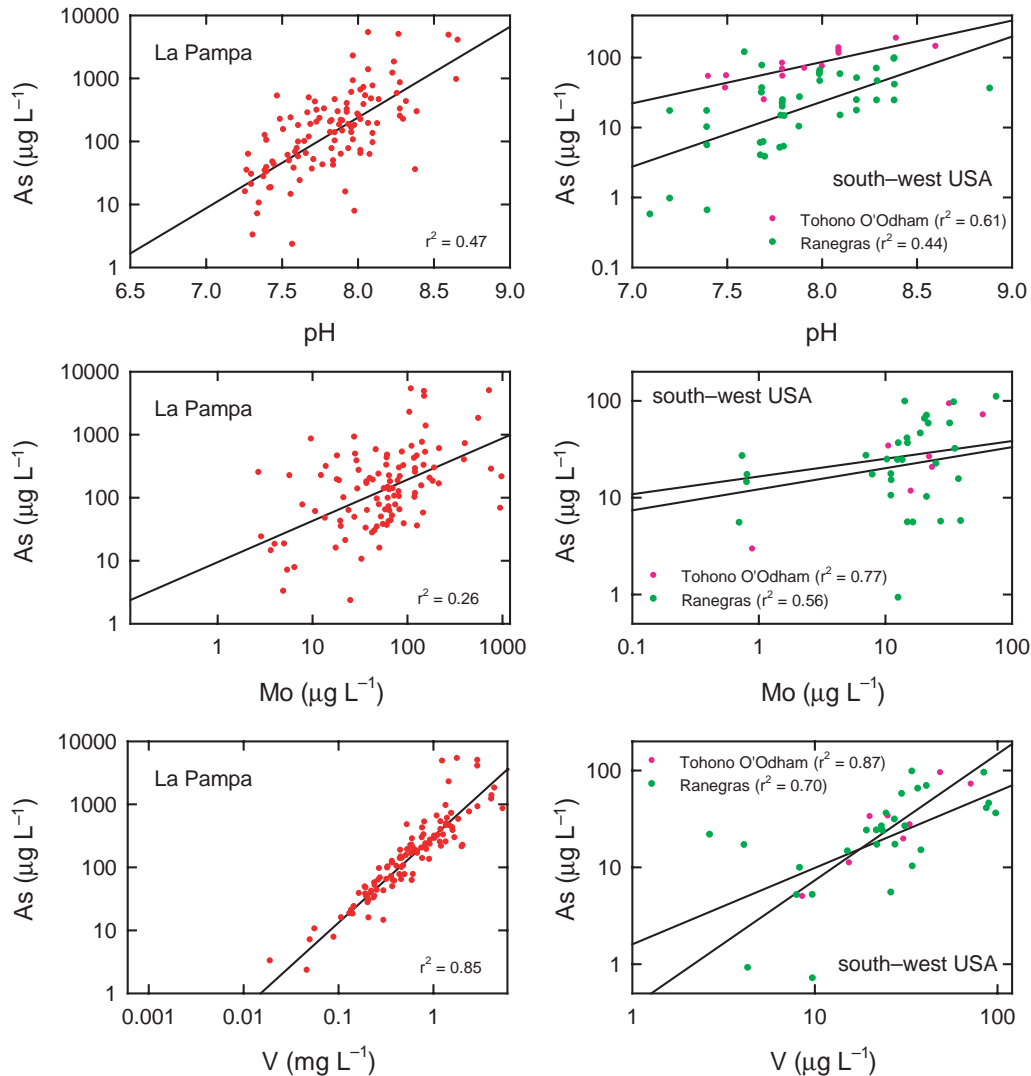 La Pampa
As (µg L⁻¹)
10000
1000
100
10
1
6.5 7.0 7.5 8.0 8.5 9.0
pH
r² = 0.47
As (µg L⁻¹)
100
10
1
0.1
south–west USA
Tohono O'Odham (r² = 0.61)
Ranegras (r² = 0.44)
7.0 7.5 8.0 8.5 9.0
pH
La Pampa
As (µg L⁻¹)
10000
1000
100
10
1
r² = 0.26
1 10 100 1000
Mo (µg L⁻¹)
south–west USA
As (µg L⁻¹)
100
10
1
Tohono O'Odham (r² = 0.77)
Ranegras (r² = 0.56)
0.1 1 10 100
Mo (µg L⁻¹)
La Pampa
As (µg L⁻¹)
10000
1000
100
10
1
r² = 0.85
0.001 0.01 0.1 1
V (mg L⁻¹)
Tohono O'Odham (r² = 0.87)
Ranegras (r² = 0.70)
As (µg L⁻¹)
100
10
1
south–west USA
1 10 100
V (µg L⁻¹)